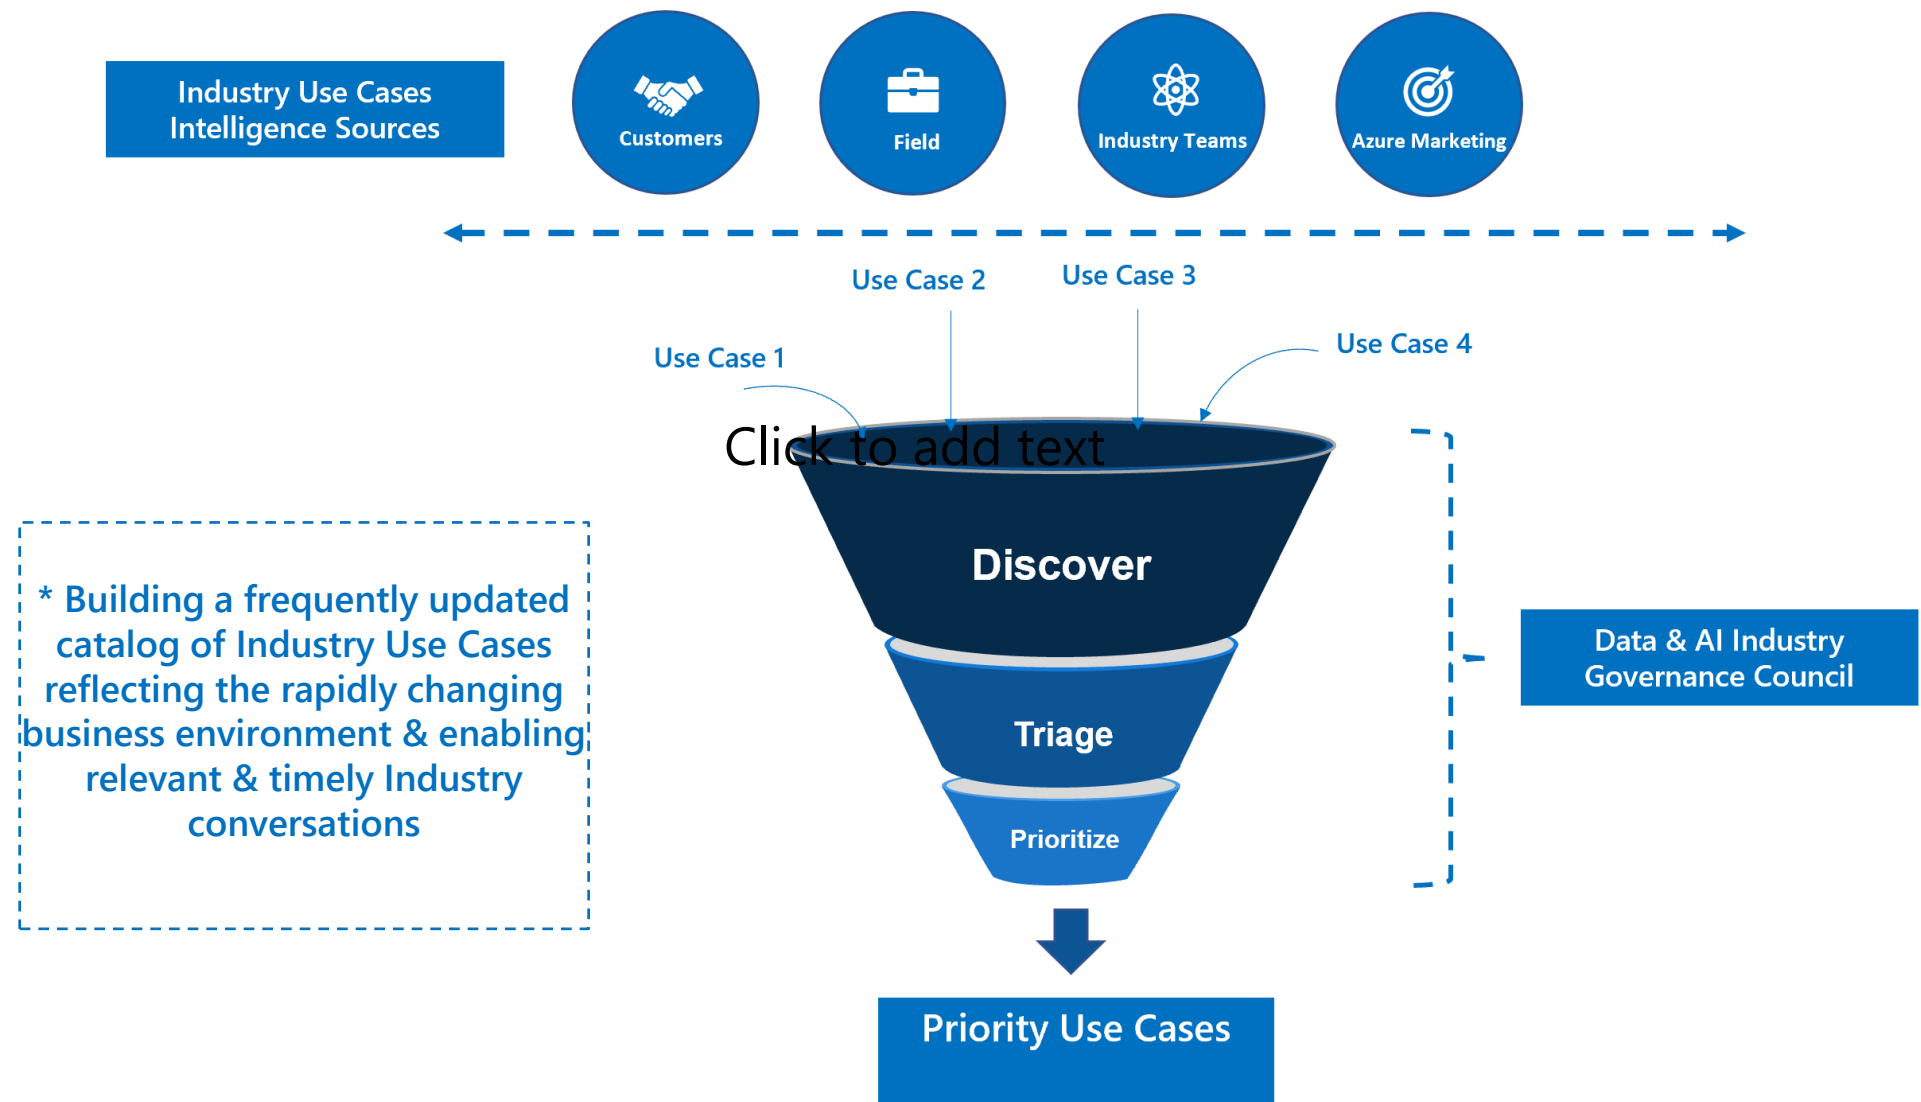 Industry Use Cases
Intelligence Sources
Customers
Field
Industry Teams
Azure Marketing
Use Case 2
Use Case 3
Use Case 1
Use Case 4
Click to add text
Discover
* Building a frequently updated
catalog of Industry Use Cases
reflecting the rapidly changing
business environment & enabling
relevant & timely Industry
conversations
Data & AI Industry
Governance Council
Triage
Prioritize
Priority Use Cases